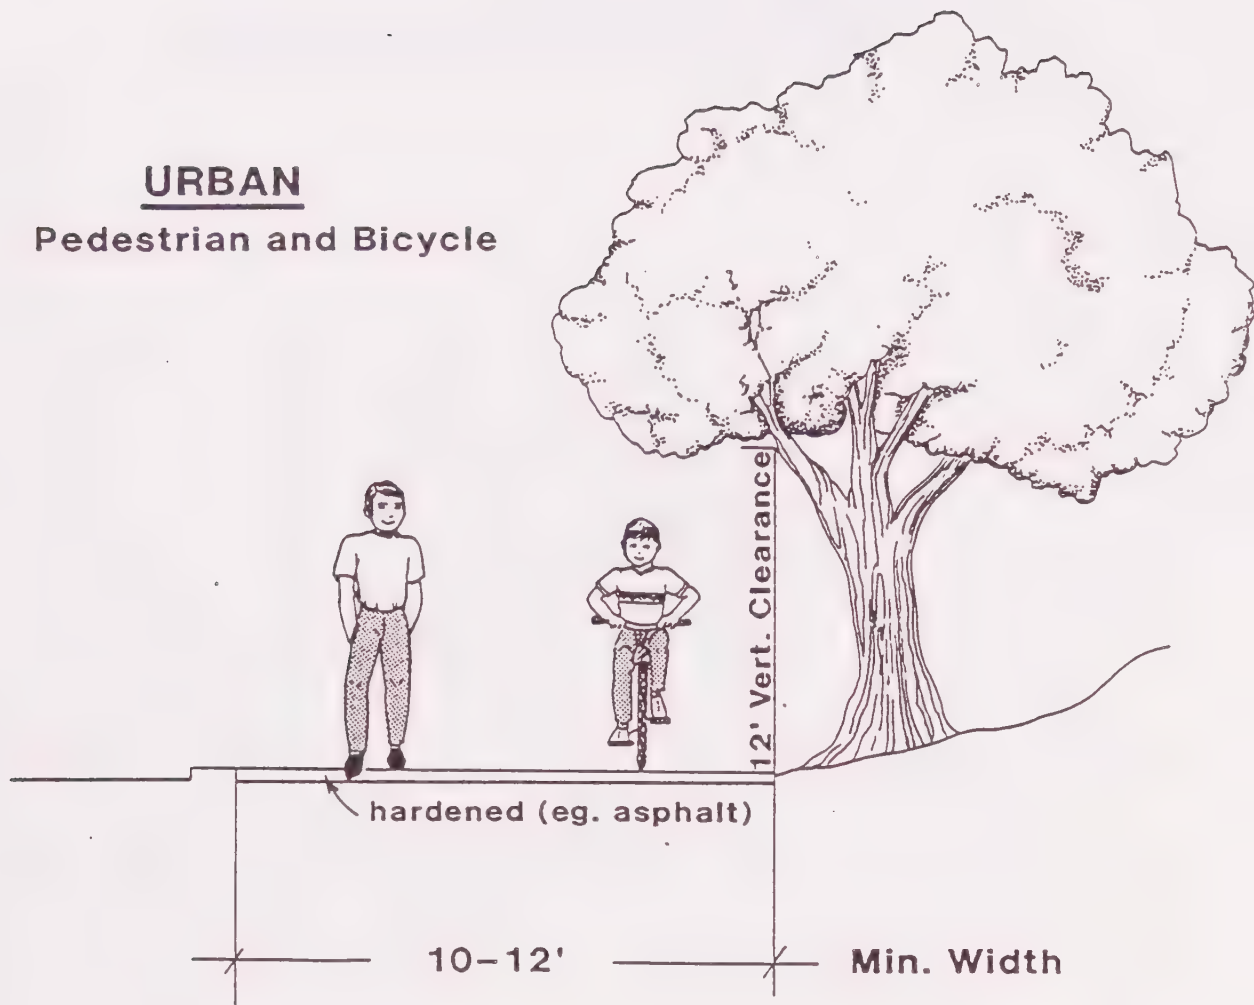 URBAN
Pedestrian and Bicycle
12' Vert. Clearance
hardened (eg. asphalt)
10-12'
Min. Width